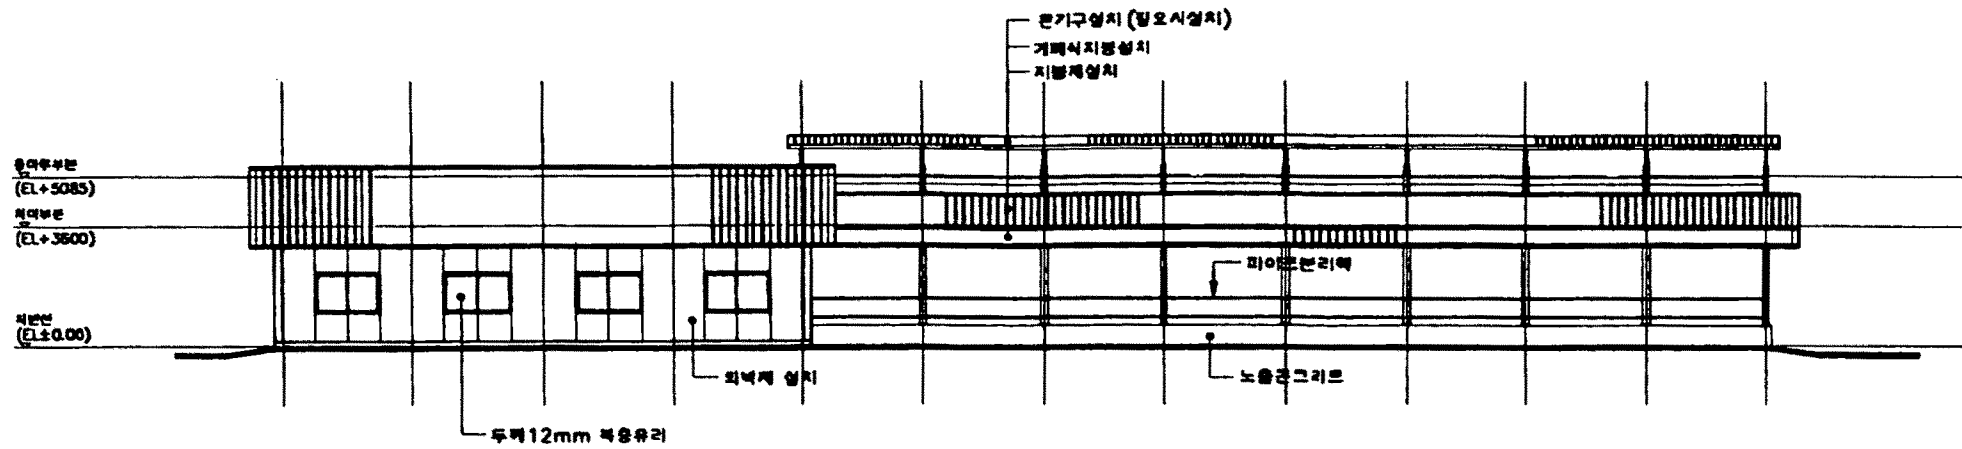 환기구설치 (필요시설치)
개폐식지붕설치
지붕재설치
용마루부분
(EL+5085)
처마부분
(EL+3600)
파이프분리벽
지반선
(EL±0.00)
외벽재 설치
노출콘크리트
두께12mm 복층유리